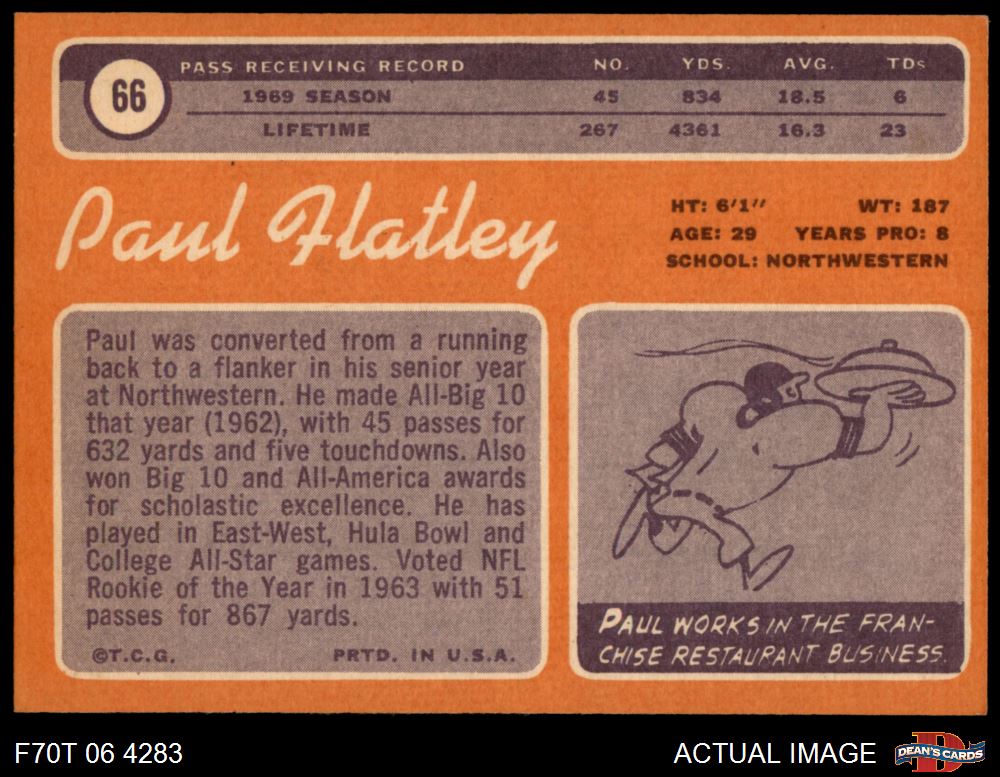 66
PASS RECEIVING RECORD NO. YDS. AVG. TDs
1969 SEASON 45 834 18.5 6
LIFETIME 267 4361 16.3 23
Paul Flatley
HT: 6'1" WT: 187
AGE: 29 YEARS PRO: 8
SCHOOL: NORTHWESTERN
Paul was converted from a running
back to a flanker in his senior year
at Northwestern. He made All-Big 10
that year (1962), with 45 passes for
632 yards and five touchdowns. Also
won Big 10 and All-America awards
for scholastic excellence. He has
played in East-West, Hula Bowl and
College All-Star games. Voted NFL
Rookie of the Year in 1963 with 51
passes for 867 yards.
©T.C.G. PRTD. IN U.S.A.
PAUL WORKS IN THE FRAN-
CHISE RESTAURANT BUSINESS.
F70T 06 4283
ACTUAL IMAGE
D
DEAN'S CARDS